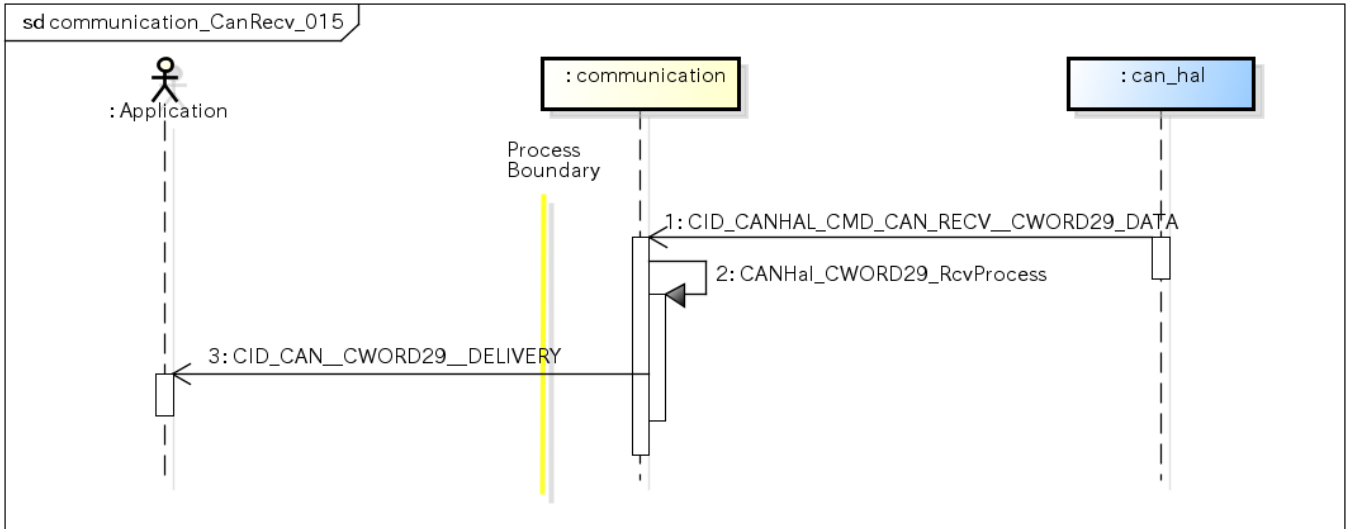 sd communication_CanRecv_015
: Application
: communication
: can_hal
Process
Boundary
1: CID_CANHAL_CMD_CAN_RECV__CWORD29_DATA
2: CANHal_CWORD29_RcvProcess
3: CID_CAN__CWORD29__DELIVERY